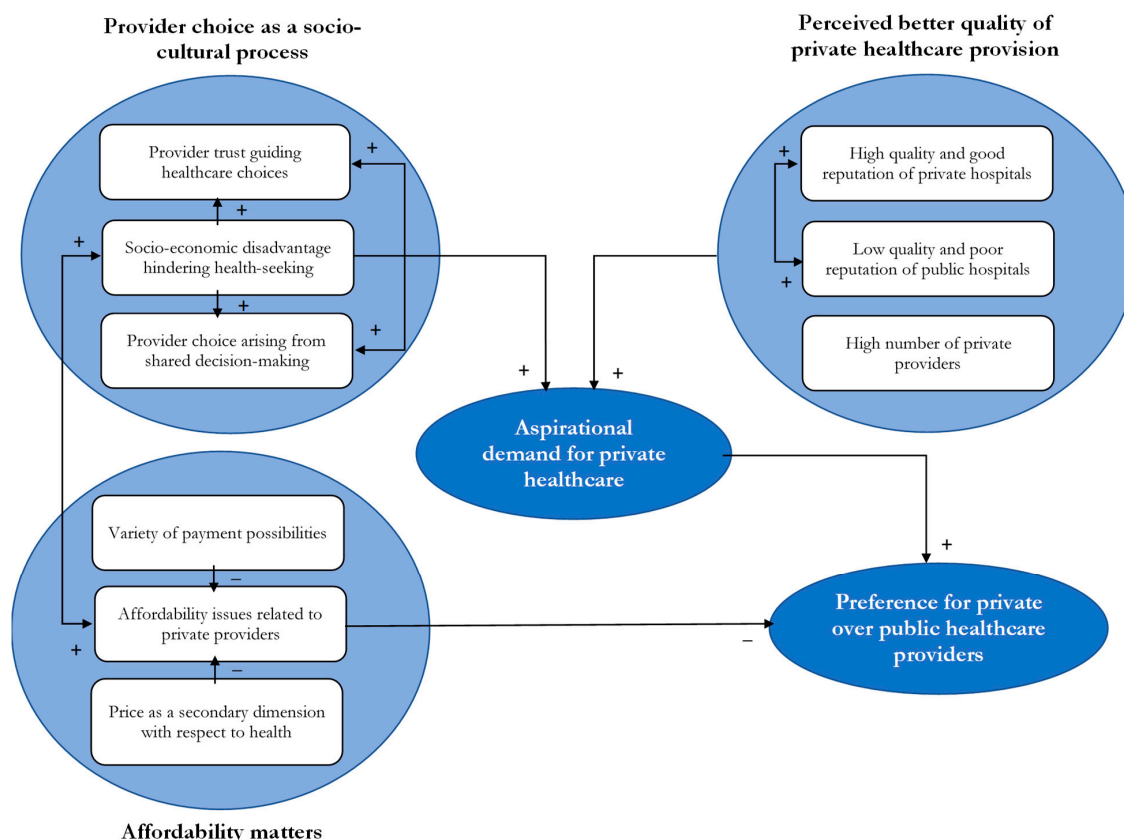 Provider choice as a socio-
cultural process
Perceived better quality of
private healthcare provision
Provider trust guiding
healthcare choices
+
+
Socio-economic disadvantage
hindering health-seeking
+
+
Provider choice arising from
shared decision-making
+
+
High quality and good
reputation of private hospitals
Low quality and poor
reputation of public hospitals
+
High number of private
providers
+
+
Aspirational
demand for private
healthcare
Variety of payment possibilities
–
Affordability issues related to
private providers
+
–
Price as a secondary dimension
with respect to health
+
Preference for private
over public healthcare
providers
–
Affordability matters